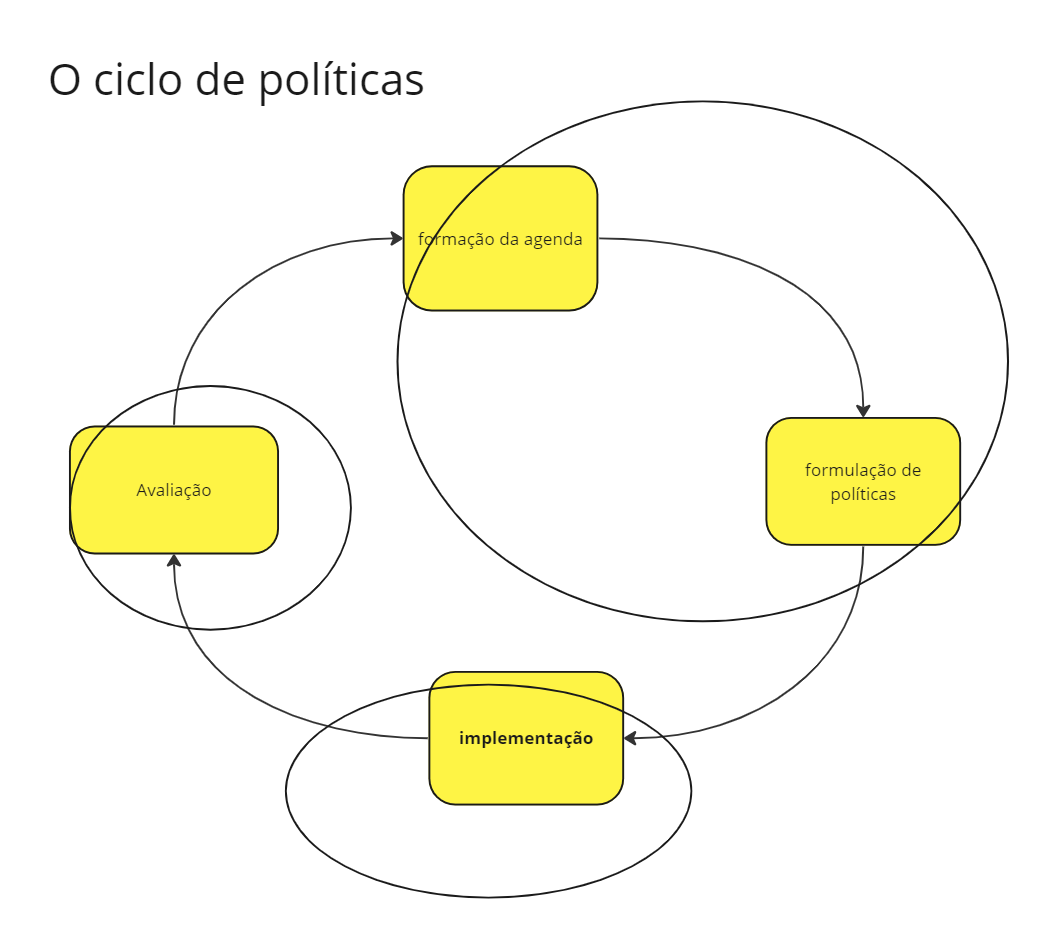 O ciclo de políticas
formação da agenda
formulação de
políticas
Avaliação
implementação